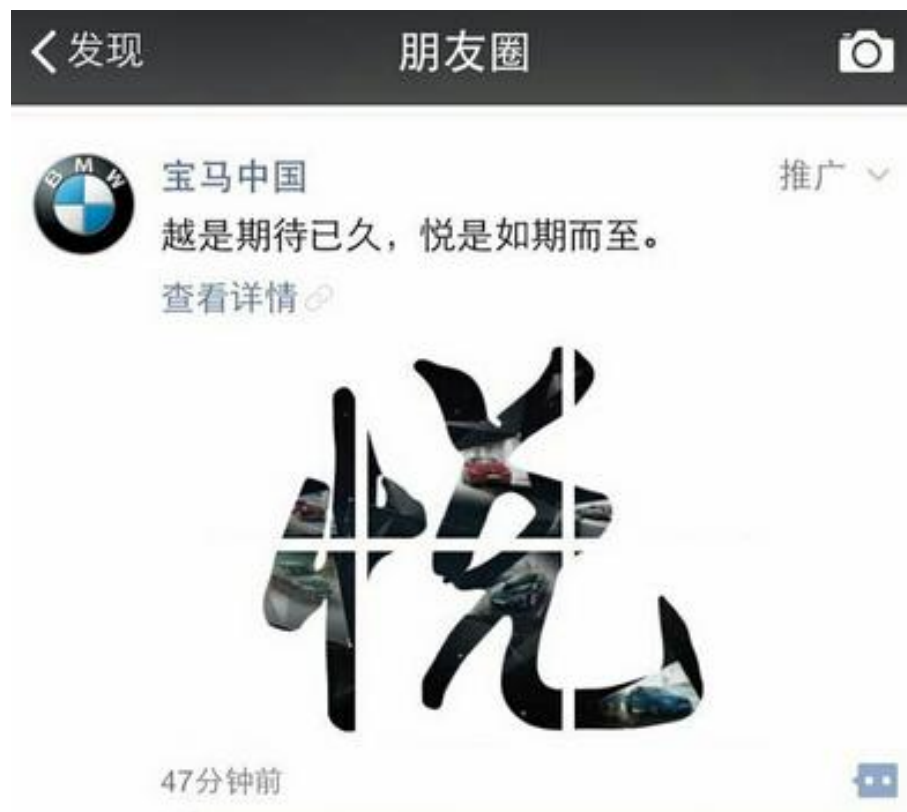 发现
朋友圈
BMW
宝马中国
推广
越是期待已久，悦是如期而至。
查看详情
悦
47分钟前